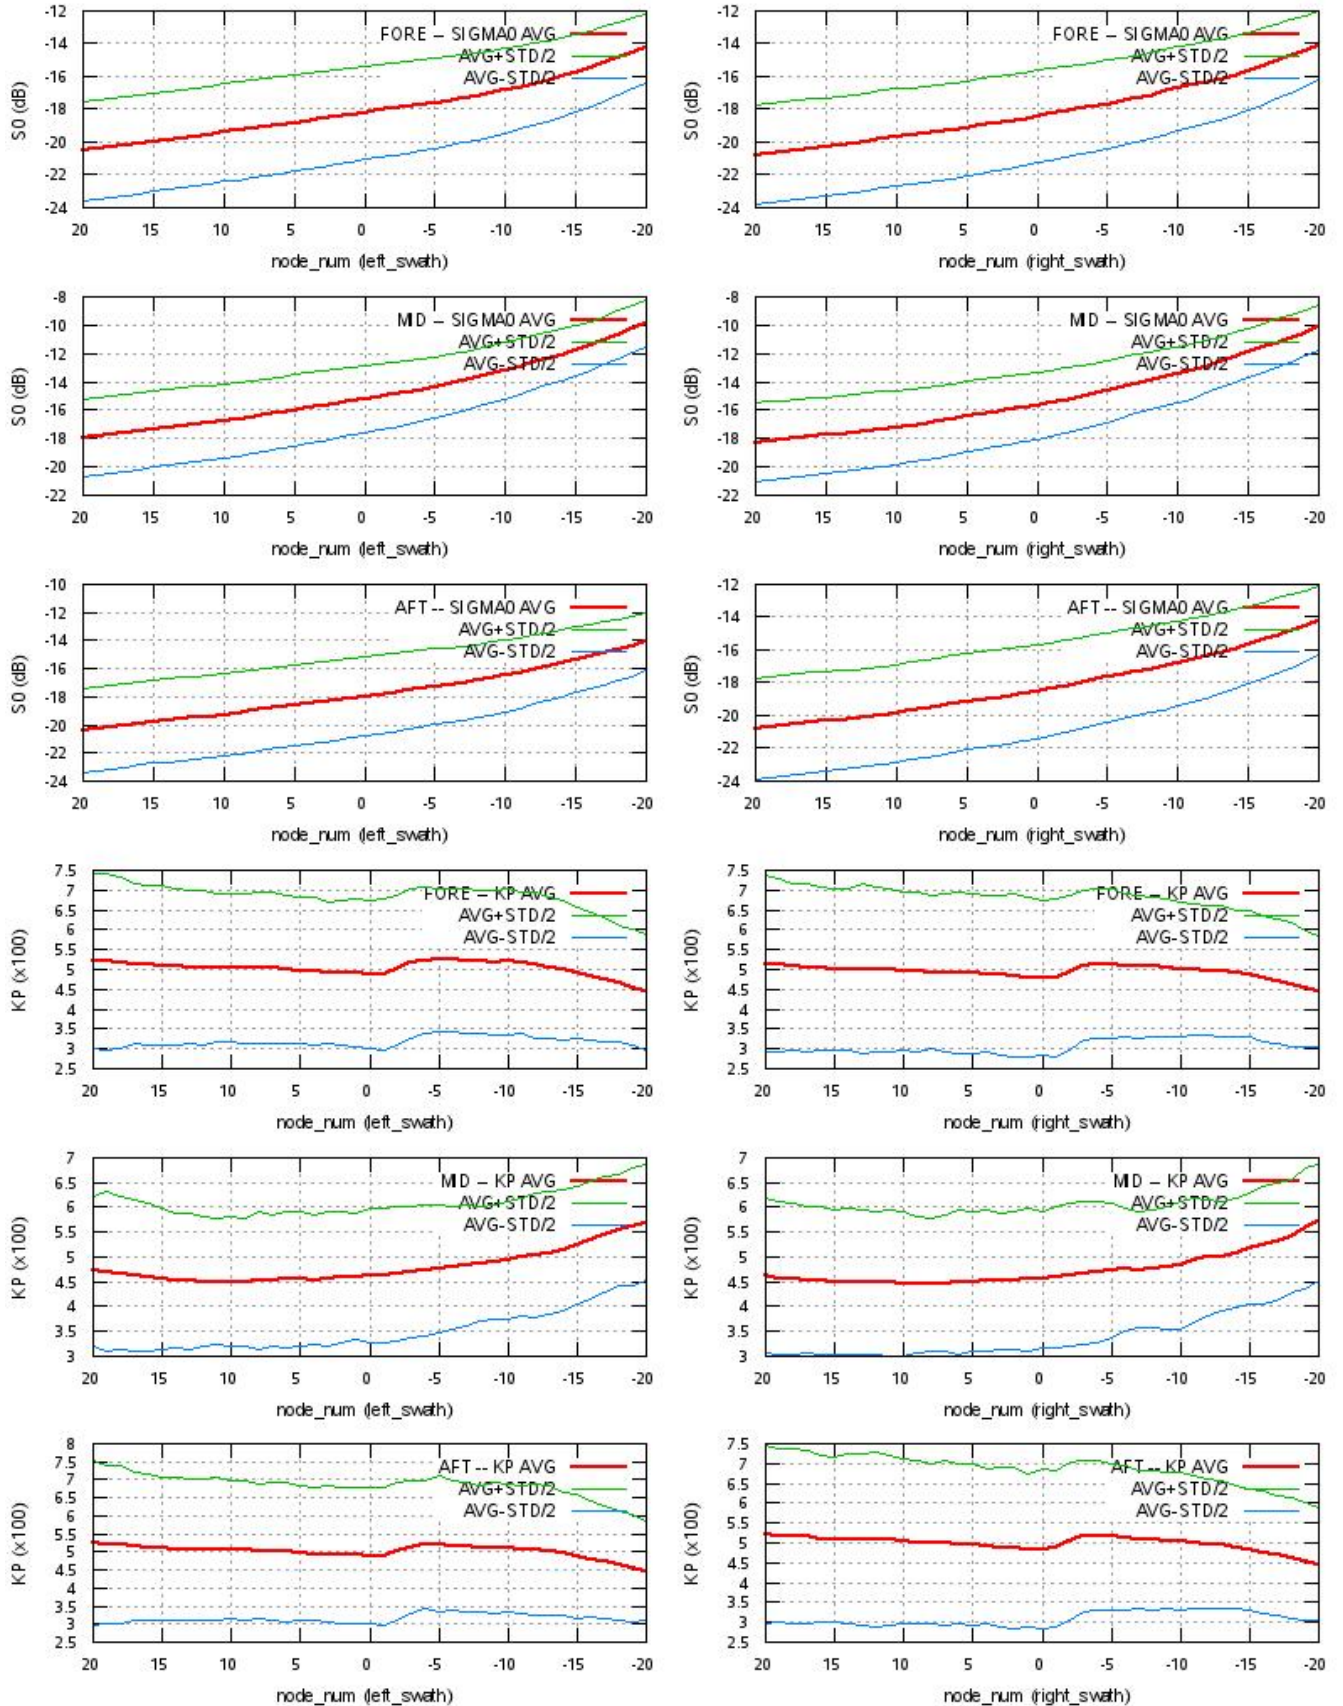 -12
FORE -- SIGMA0 AVG
-14
AVG+STD/2
-16
AVG-STD/2
-18
-20
-22
-24
S0 (dB)
20 15 10 5 0 -5 -10 -15 -20
node_num (left_swath)
-12
FORE -- SIGMA0 AVG
-14
AVG+STD/2
-16
AVG-STD/2
-18
-20
-22
-24
S0 (dB)
20 15 10 5 0 -5 -10 -15 -20
node_num (right_swath)
-8
MID -- SIGMA0 AVG
-10
AVG+STD/2
-12
AVG-STD/2
-14
-16
-18
-20
-22
S0 (dB)
20 15 10 5 0 -5 -10 -15 -20
node_num (left_swath)
-8
MID -- SIGMA0 AVG
-10
AVG+STD/2
-12
AVG-STD/2
-14
-16
-18
-20
-22
S0 (dB)
20 15 10 5 0 -5 -10 -15 -20
node_num (right_swath)
-10
AFT -- SIGMA0 AVG
-12
AVG+STD/2
-14
AVG-STD/2
-16
-18
-20
-22
-24
S0 (dB)
20 15 10 5 0 -5 -10 -15 -20
node_num (left_swath)
-12
AFT -- SIGMA0 AVG
-14
AVG+STD/2
-16
AVG-STD/2
-18
-20
-22
-24
S0 (dB)
20 15 10 5 0 -5 -10 -15 -20
node_num (right_swath)
7.5
FORE -- KP AVG
7
AVG+STD/2
6.5
AVG-STD/2
6
5.5
5
4.5
4
3.5
3
2.5
KP (x100)
20 15 10 5 0 -5 -10 -15 -20
node_num (left_swath)
7.5
FORE -- KP AVG
7
AVG+STD/2
6.5
AVG-STD/2
6
5.5
5
4.5
4
3.5
3
2.5
KP (x100)
20 15 10 5 0 -5 -10 -15 -20
node_num (right_swath)
7
MID -- KP AVG
6.5
AVG+STD/2
6
AVG-STD/2
5.5
5
4.5
4
3.5
3
KP (x100)
20 15 10 5 0 -5 -10 -15 -20
node_num (left_swath)
7
MID -- KP AVG
6.5
AVG+STD/2
6
AVG-STD/2
5.5
5
4.5
4
3.5
3
KP (x100)
20 15 10 5 0 -5 -10 -15 -20
node_num (right_swath)
8
AFT -- KP AVG
7.5
AVG+STD/2
7
AVG-STD/2
6.5
6
5.5
5
4.5
4
3.5
3
2.5
KP (x100)
20 15 10 5 0 -5 -10 -15 -20
node_num (left_swath)
7.5
AFT -- KP AVG
7
AVG+STD/2
6.5
AVG-STD/2
6
5.5
5
4.5
4
3.5
3
2.5
KP (x100)
20 15 10 5 0 -5 -10 -15 -20
node_num (right_swath)